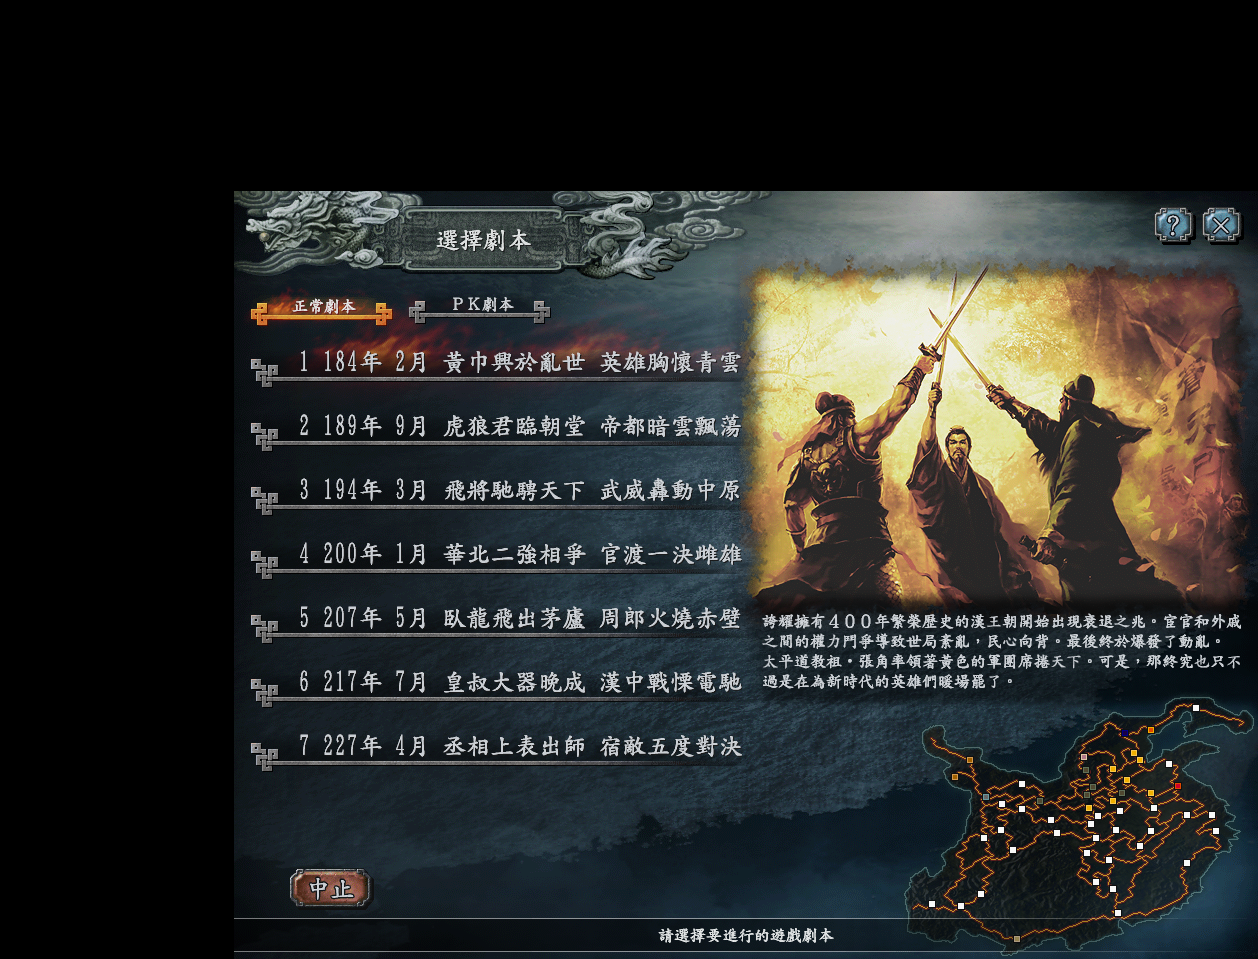 選擇劇本
正常劇本 PK劇本
1 184年 2月 黃巾興於亂世 英雄胸懷青雲
2 189年 9月 虎狼君臨朝堂 帝都暗雲飄蕩
3 194年 3月 飛將馳騁天下 武威轟動中原
4 200年 1月 華北二強相爭 官渡一決雌雄
5 207年 5月 臥龍飛出茅廬 周郎火燒赤壁
6 217年 7月 皇叔大器晚成 漢中戰慄電馳
7 227年 4月 丞相上表出師 宿敵五度對決
誇耀擁有400年繁榮歷史的漢王朝開始出現衰退之兆。宦官和外戚
之間的權力鬥爭導致世局紊亂，民心向背。最後終於爆發了動亂。
太平道教祖・張角率領著黃色的軍團席捲天下。可是，那終究也只不
過是在為新時代的英雄們暖場罷了。
中止
請選擇要進行的遊戲劇本